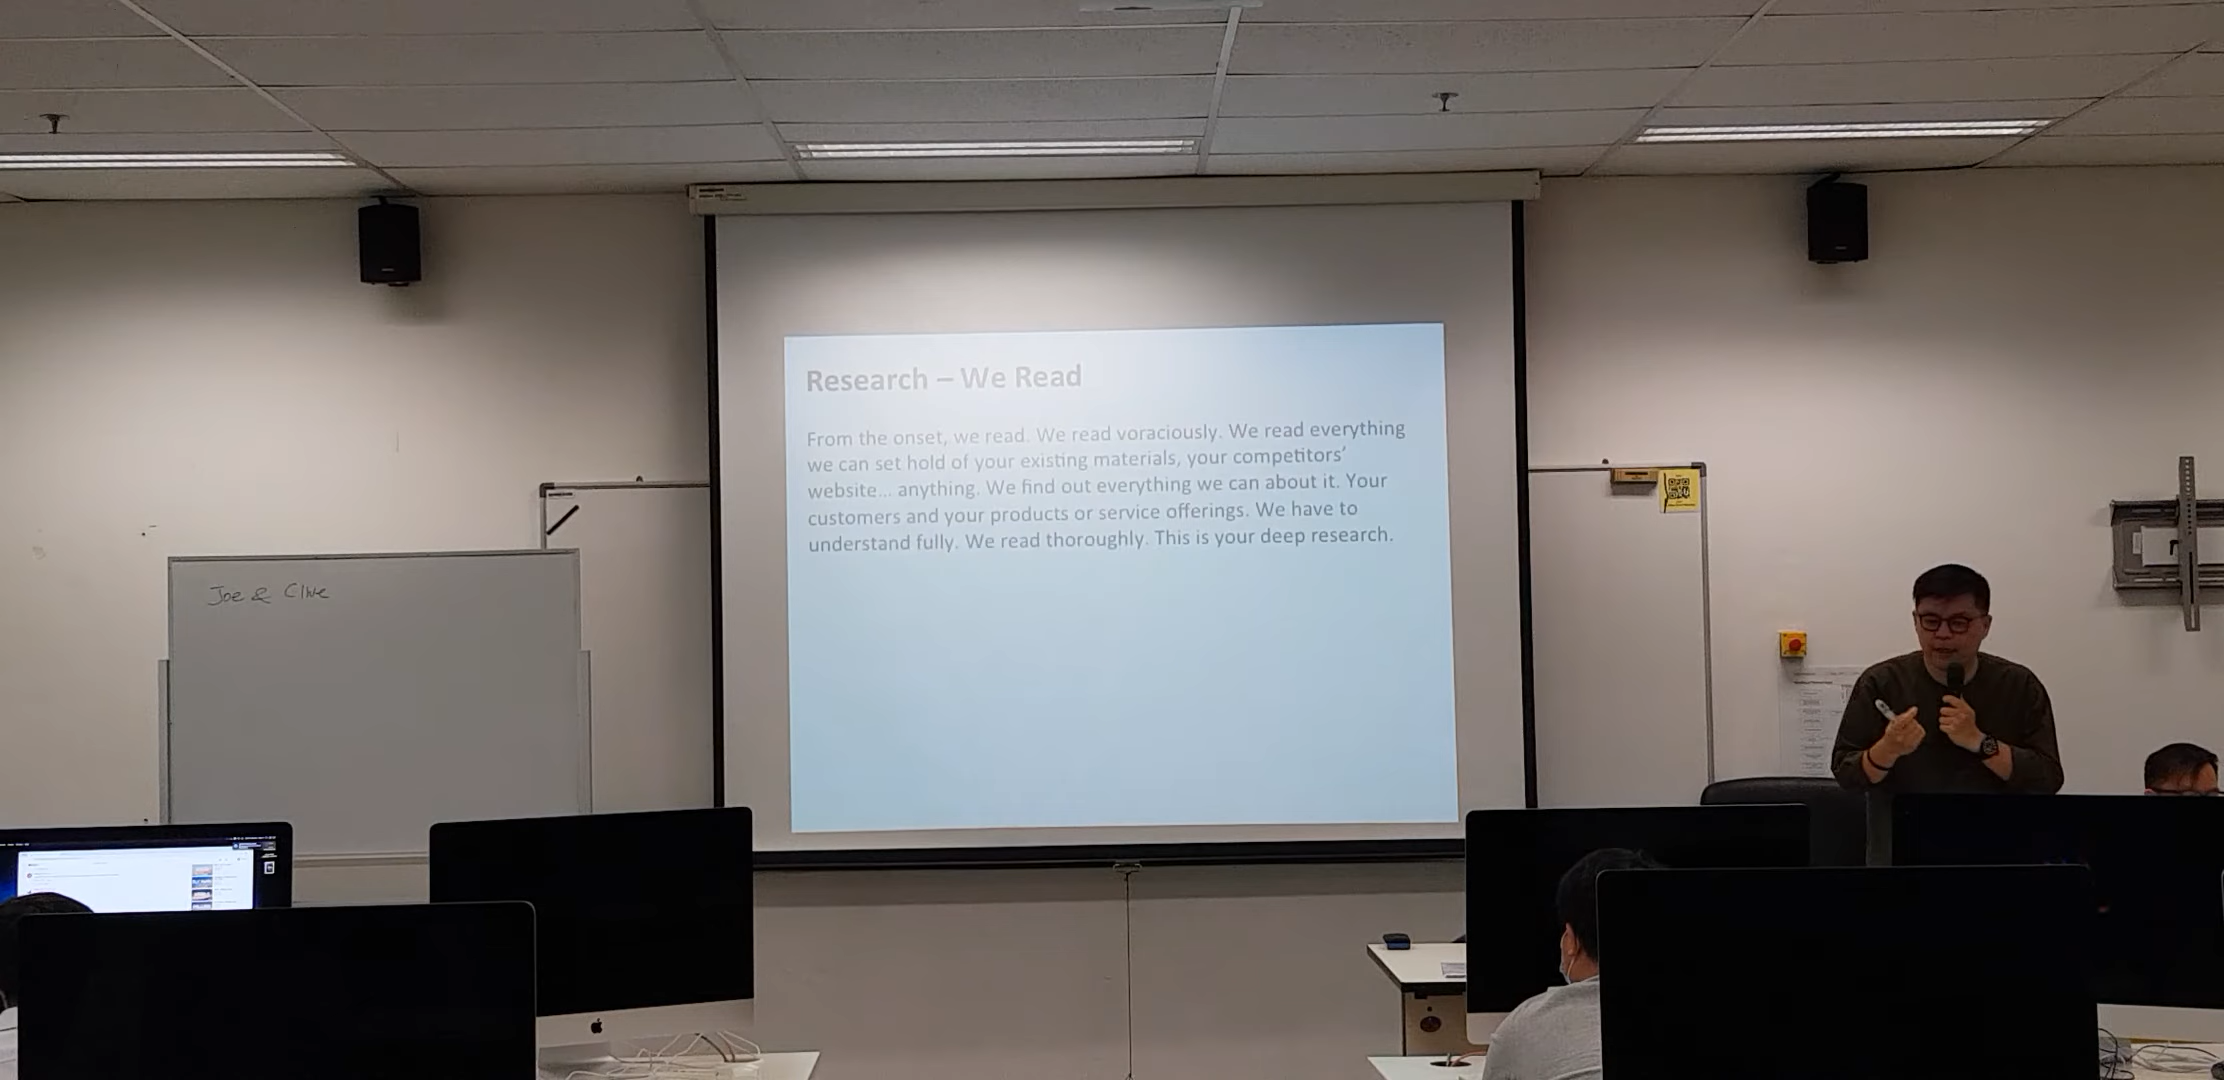 Research – We Read
From the onset, we read. We read voraciously. We read everything
we can set hold of your existing materials, your competitors'
website... anything. We find out everything we can about it. Your
customers and your products or service offerings. We have to
understand fully. We read thoroughly. This is your deep research.
Joe & Clive